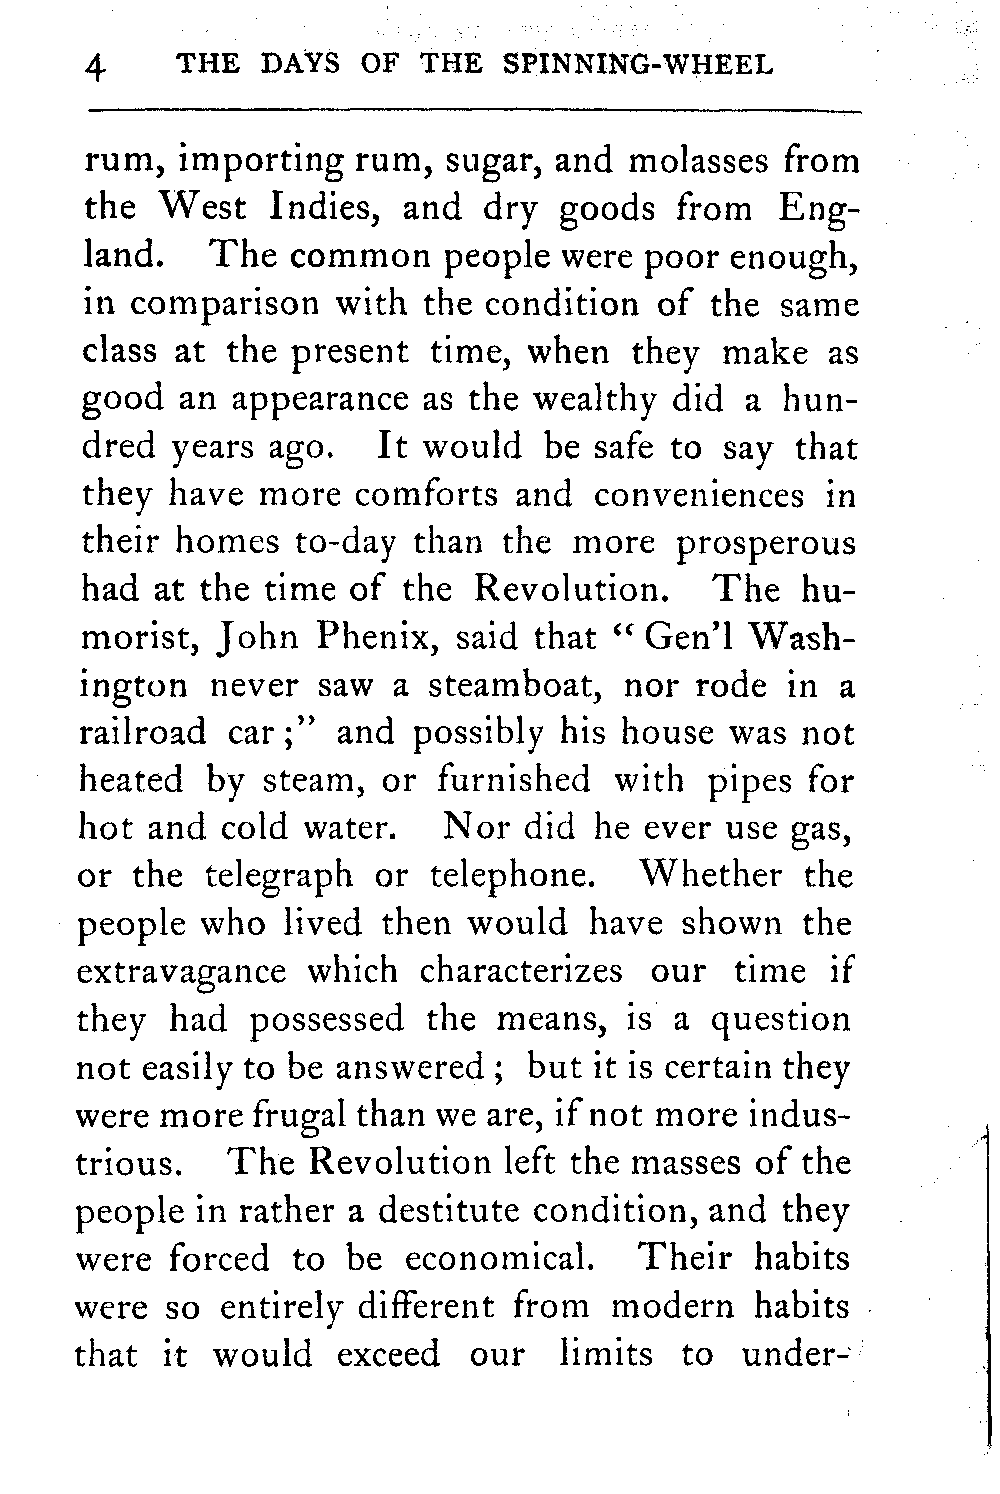 4 THE DAYS OF THE SPINNING-WHEEL
rum, importing rum, sugar, and molasses from
the West Indies, and dry goods from Eng-
land. The common people were poor enough,
in comparison with the condition of the same
class at the present time, when they make as
good an appearance as the wealthy did a hun-
dred years ago. It would be safe to say that
they have more comforts and conveniences in
their homes to-day than the more prosperous
had at the time of the Revolution. The hu-
morist, John Phenix, said that “ Gen’l Wash-
ington never saw a steamboat, nor rode in a
railroad car ;” and possibly his house was not
heated by steam, or furnished with pipes for
hot and cold water. Nor did he ever use gas,
or the telegraph or telephone. Whether the
people who lived then would have shown the
extravagance which characterizes our time if
they had possessed the means, is a question
not easily to be answered ; but it is certain they
were more frugal than we are, if not more indus-
trious. The Revolution left the masses of the
people in rather a destitute condition, and they
were forced to be economical. Their habits
were so entirely different from modern habits
that it would exceed our limits to under-